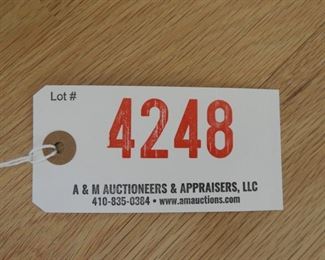 Lot #
4248
A & M AUCTIONEERS & APPRAISERS, LLC
410-835-0384 • www.amauctions.com